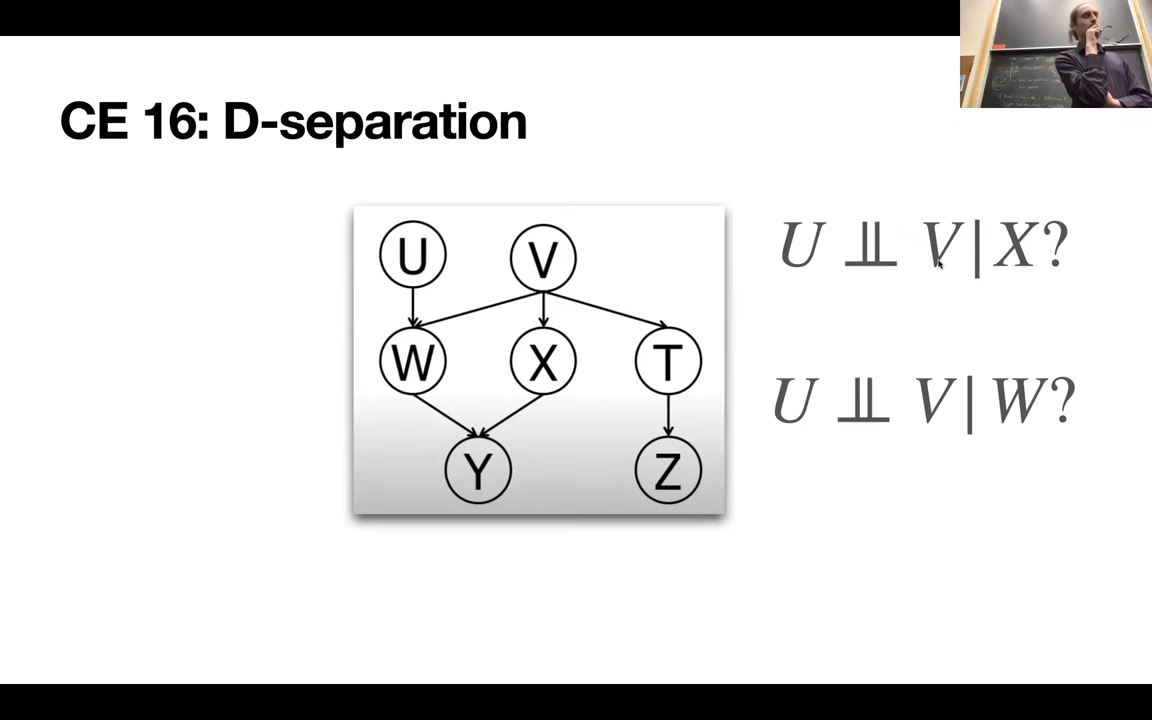 CE 16: D-separation
U V
W X T
Y Z
U ⫫ V|X?
U ⫫ V|W?